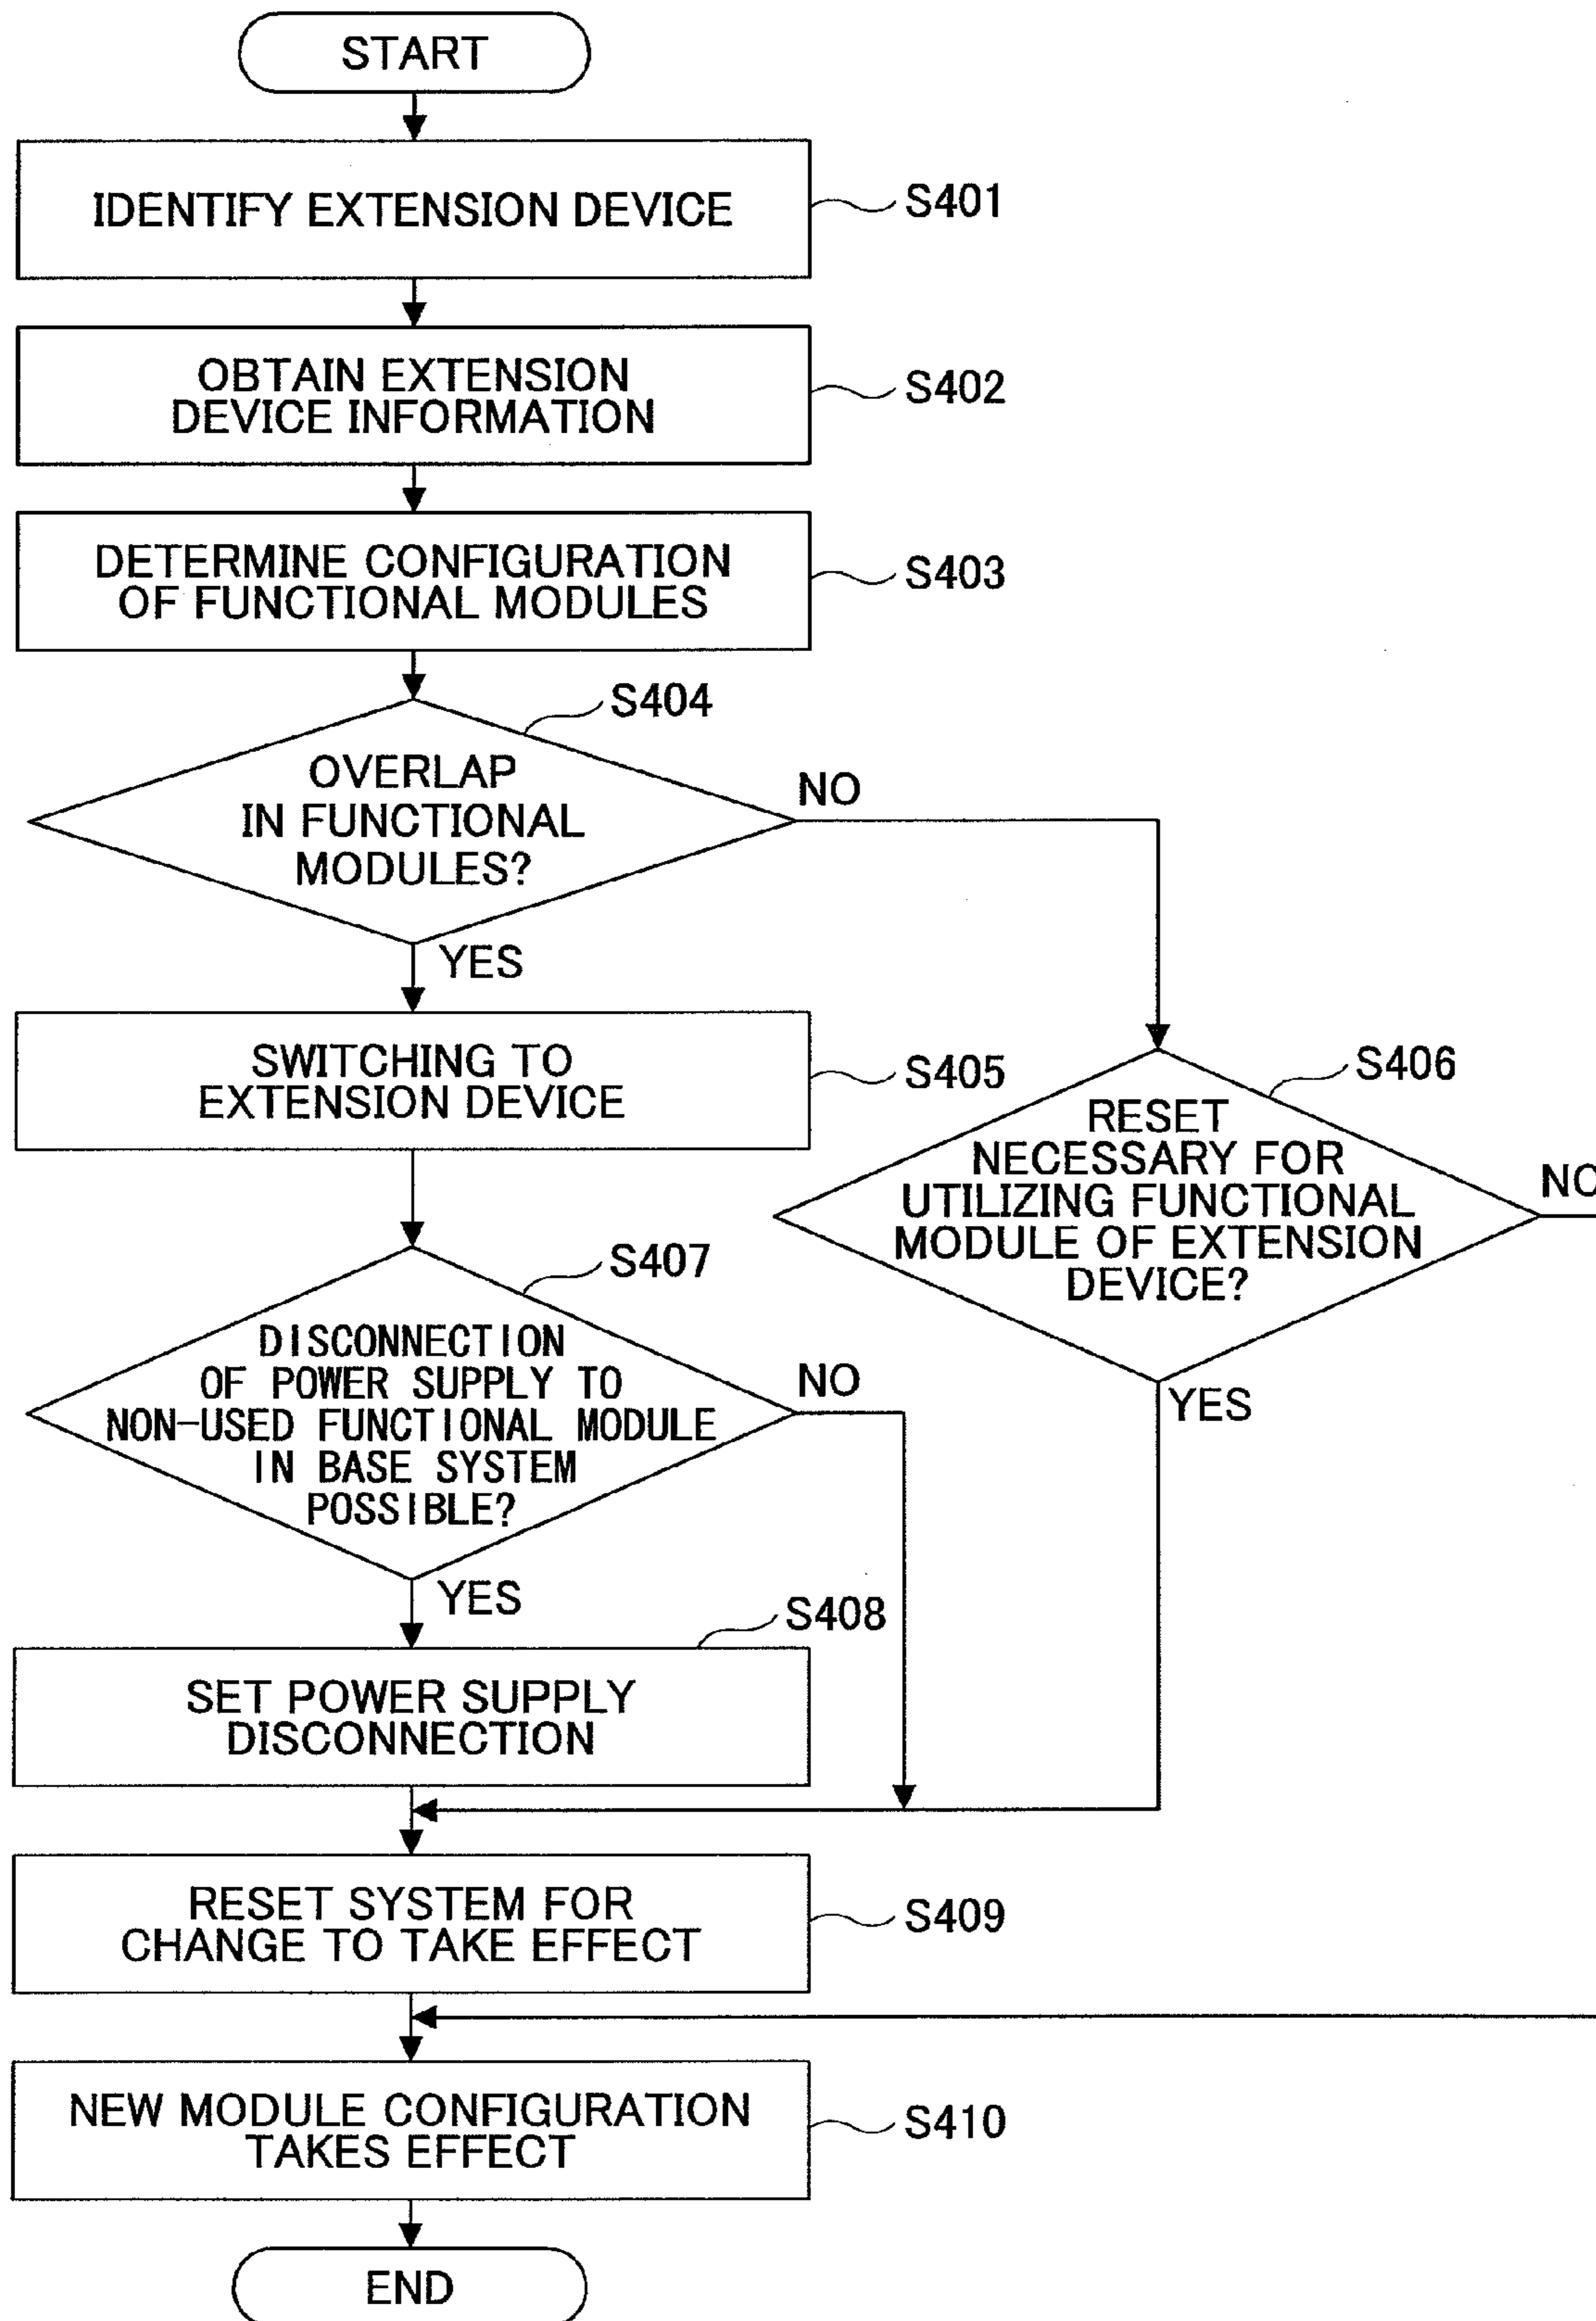 START
IDENTIFY EXTENSION DEVICE
S401
OBTAIN EXTENSION
DEVICE INFORMATION
S402
DETERMINE CONFIGURATION
OF FUNCTIONAL MODULES
S403
S404
OVERLAP
IN FUNCTIONAL
MODULES?
NO
YES
SWITCHING TO
EXTENSION DEVICE
S405
S406
RESET
NECESSARY FOR
UTILIZING FUNCTIONAL
MODULE OF EXTENSION
DEVICE?
NO
YES
S407
DISCONNECTION
OF POWER SUPPLY TO
NON-USED FUNCTIONAL MODULE
IN BASE SYSTEM
POSSIBLE?
NO
YES
S408
SET POWER SUPPLY
DISCONNECTION
RESET SYSTEM FOR
CHANGE TO TAKE EFFECT
S409
NEW MODULE CONFIGURATION
TAKES EFFECT
S410
END